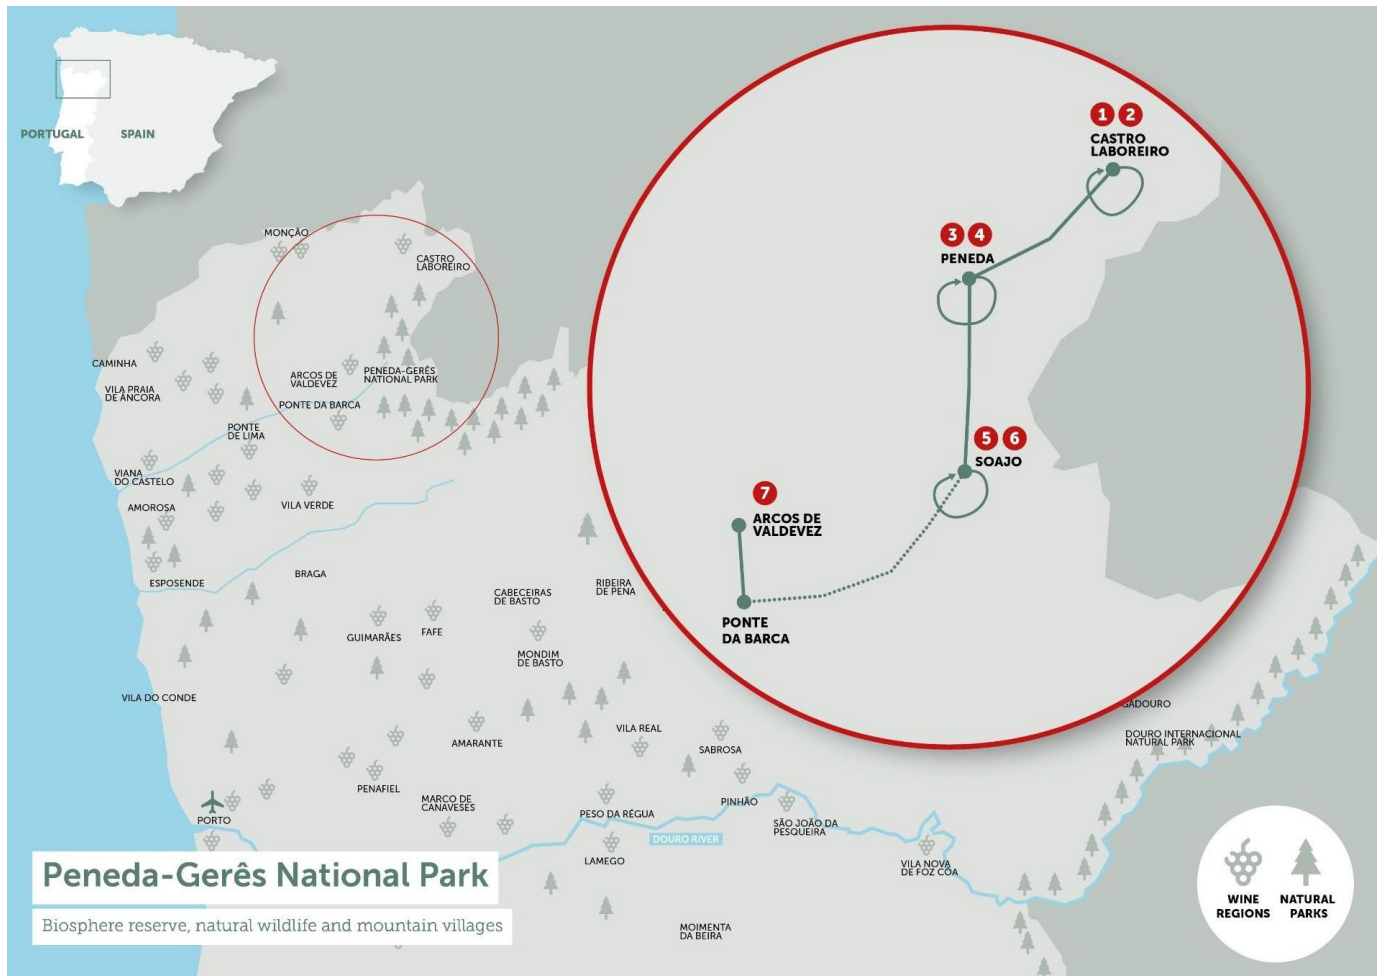 PORTUGAL
SPAIN
1 2
CASTRO
LABOREIRO
3 4
PENEDA
5 6
SOAJO
7
ARCOS DE
VALDEVEZ
PONTE
DA BARCA
MONÇÃO
CASTRO
LABOREIRO
CAMINHA
VILA PRAIA
DE ÂNCORA
ARCOS DE
VALDEVEZ
PENEDA-GERÊS
NATIONAL PARK
PONTE DA BARCA
PONTE
DE LIMA
VIANA
DO CASTELO
AMOROSA
VILA VERDE
ESPOSENDE
BRAGA
CABECEIRAS
DE BASTO
RIBEIRA
DE PENA
GUIMARÃES
FAFE
MONDIM
DE BASTO
VILA DO CONDE
GADOURO
DOURO INTERNACIONAL
NATURAL PARK
AMARANTE
VILA REAL
SABROSA
PENAFIEL
MARCO DE
CANAVESES
PESO DA RÉGUA
PINHÃO
SÃO JOÃO DA
PESQUEIRA
PORTO
DOURO RIVER
LAMEGO
VILA NOVA
DE FOZ CÔA
MOIMENTA
DA BEIRA
Peneda-Gerês National Park
Biosphere reserve, natural wildlife and mountain villages
WINE
REGIONS
NATURAL
PARKS